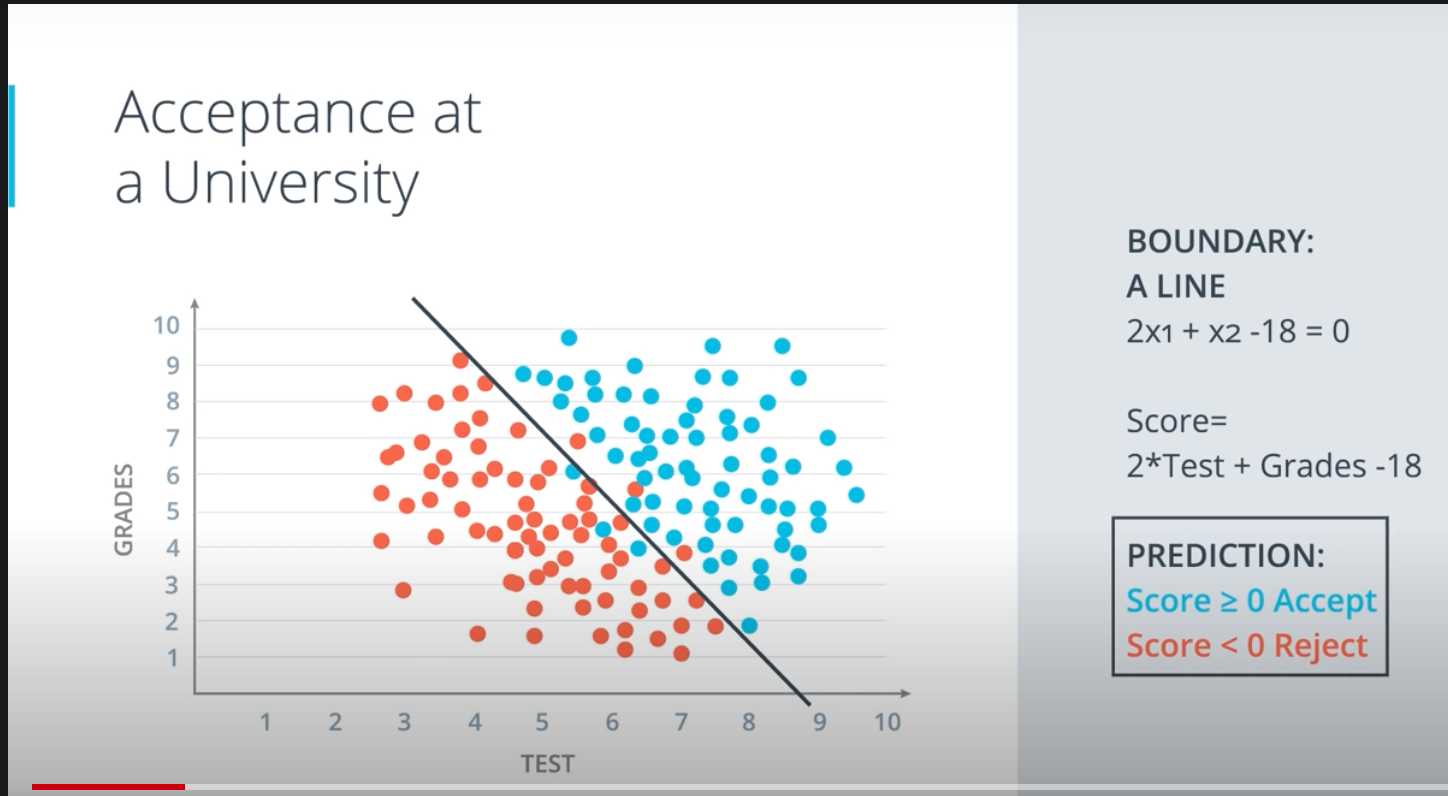 Acceptance at
a University
10
9
8
7
6
5
4
3
2
1
GRADES
1 2 3 4 5 6 7 8 9 10
TEST
BOUNDARY:
A LINE
2x1 + x2 -18 = 0
Score=
2*Test + Grades -18
PREDICTION:
Score ≥ 0 Accept
Score < 0 Reject